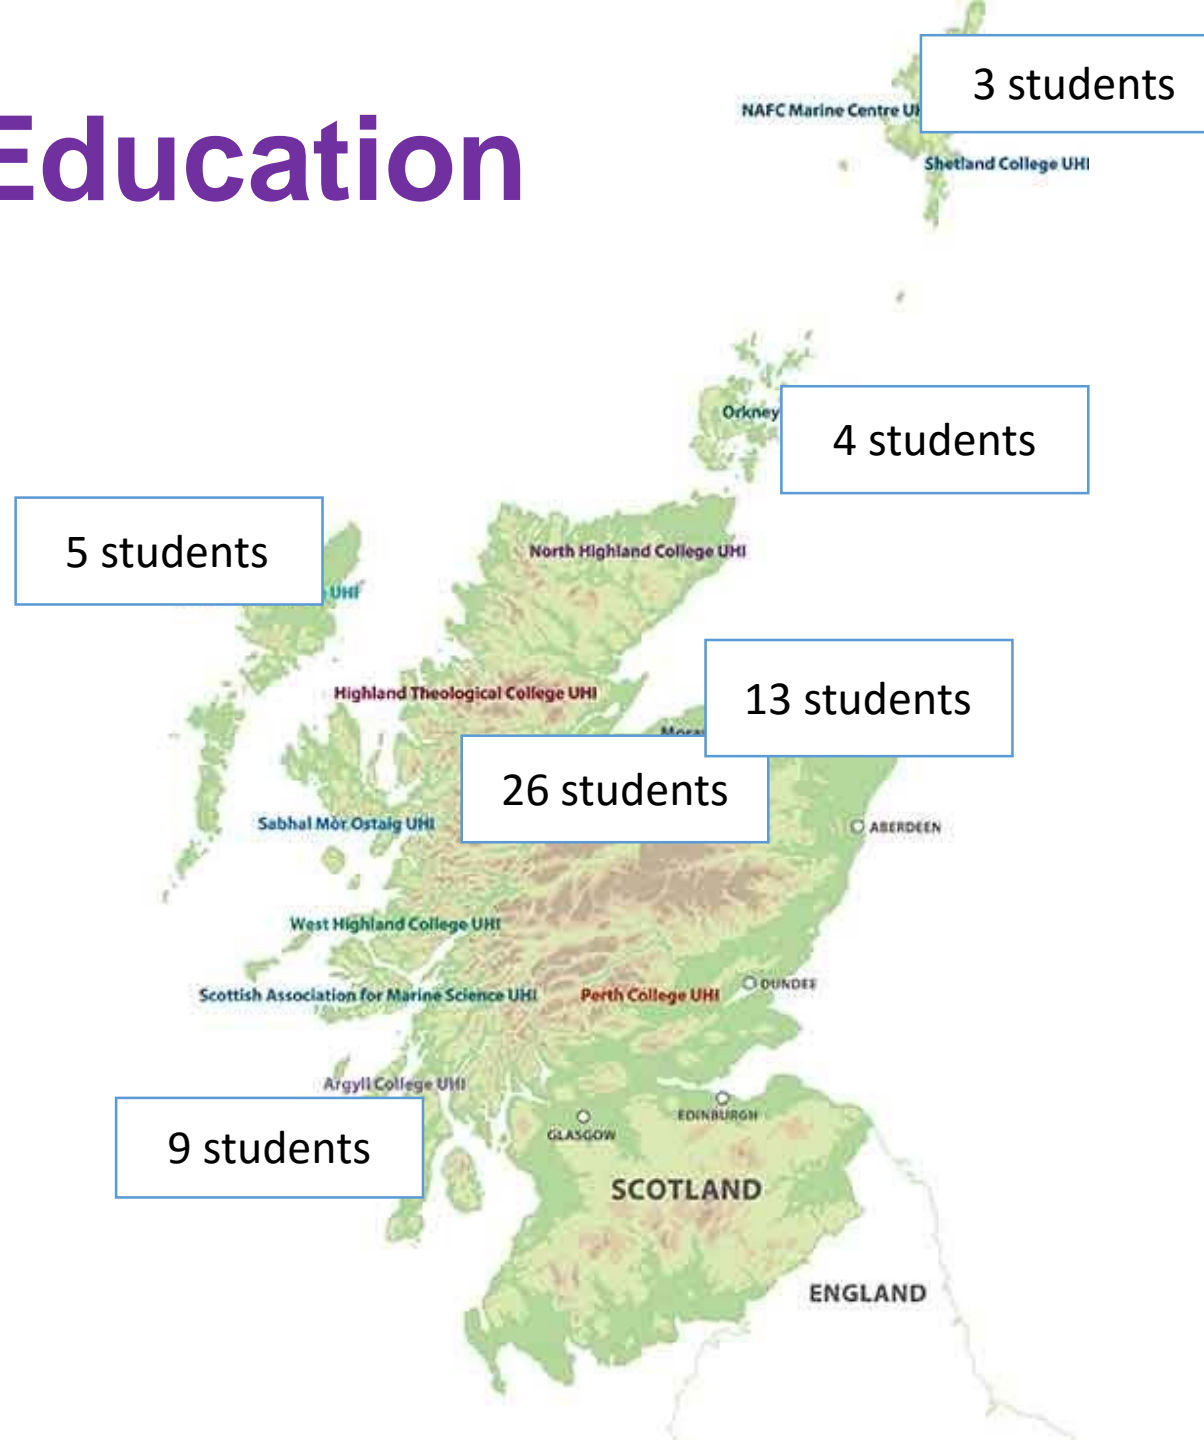 Education
3 students
NAFC Marine Centre
Shetland College UHI
Orkney
4 students
5 students
UHI
North Highland College UHI
Highland Theological College UHI
13 students
26 students
Sabhal Mòr Ostaig UHI
ABERDEEN
West Highland College UHI
Scottish Association for Marine Science UHI
Perth College UHI
DUNDEE
Argyll College UHI
EDINBURGH
GLASGOW
9 students
SCOTLAND
ENGLAND